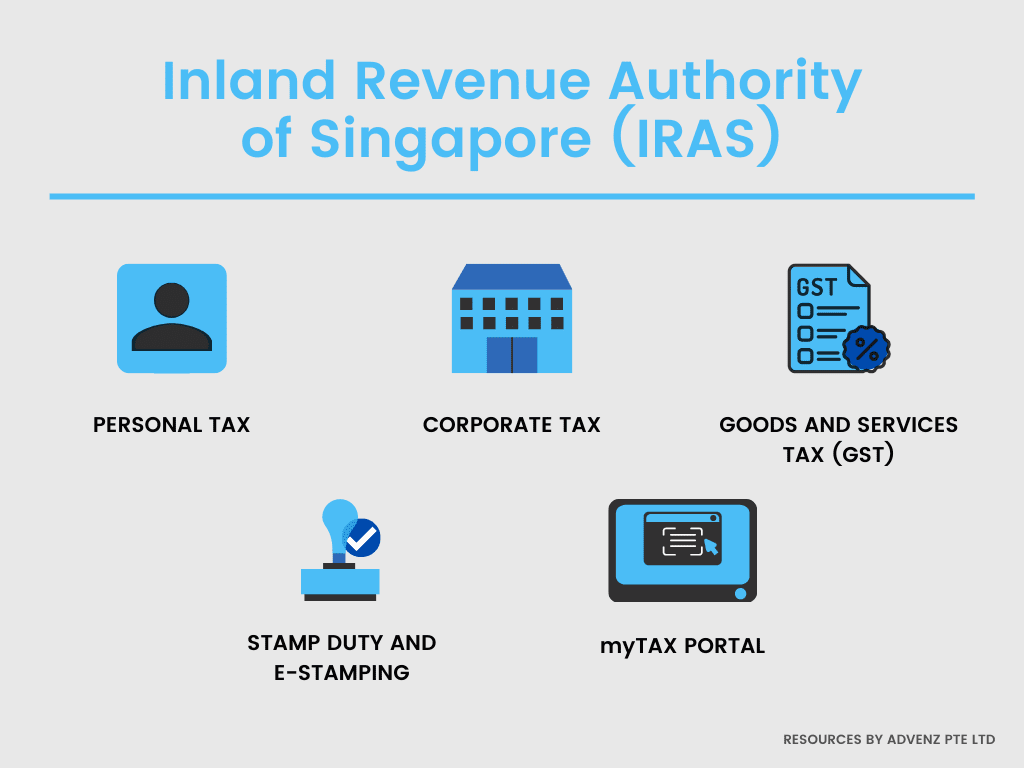 Inland Revenue Authority
of Singapore (IRAS)
GST
PERSONAL TAX
CORPORATE TAX
GOODS AND SERVICES
TAX (GST)
STAMP DUTY AND
E-STAMPING
myTAX PORTAL
RESOURCES BY ADVENZ PTE LTD